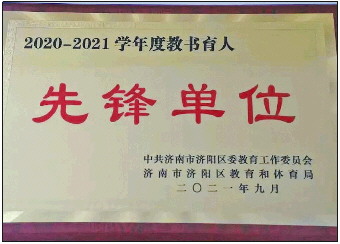 2020-2021学年度教书育人
先锋单位
中共济南市济阳区委教育工作委员会
济南市济阳区教育和体育局
二〇二一年九月